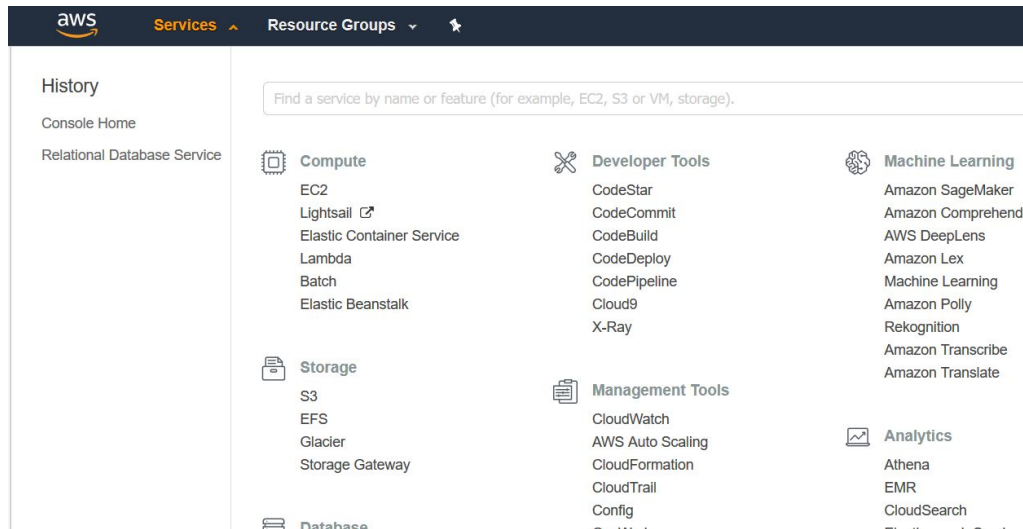 aws
Services
Resource Groups
History
Console Home
Relational Database Service
Find a service by name or feature (for example, EC2, S3 or VM, storage).
Compute
EC2
Lightsail
Elastic Container Service
Lambda
Batch
Elastic Beanstalk
Storage
S3
EFS
Glacier
Storage Gateway
Database
Developer Tools
CodeStar
CodeCommit
CodeBuild
CodeDeploy
CodePipeline
Cloud9
X-Ray
Management Tools
CloudWatch
AWS Auto Scaling
CloudFormation
CloudTrail
Config
Machine Learning
Amazon SageMaker
Amazon Comprehend
AWS DeepLens
Amazon Lex
Machine Learning
Amazon Polly
Rekognition
Amazon Transcribe
Amazon Translate
Analytics
Athena
EMR
CloudSearch